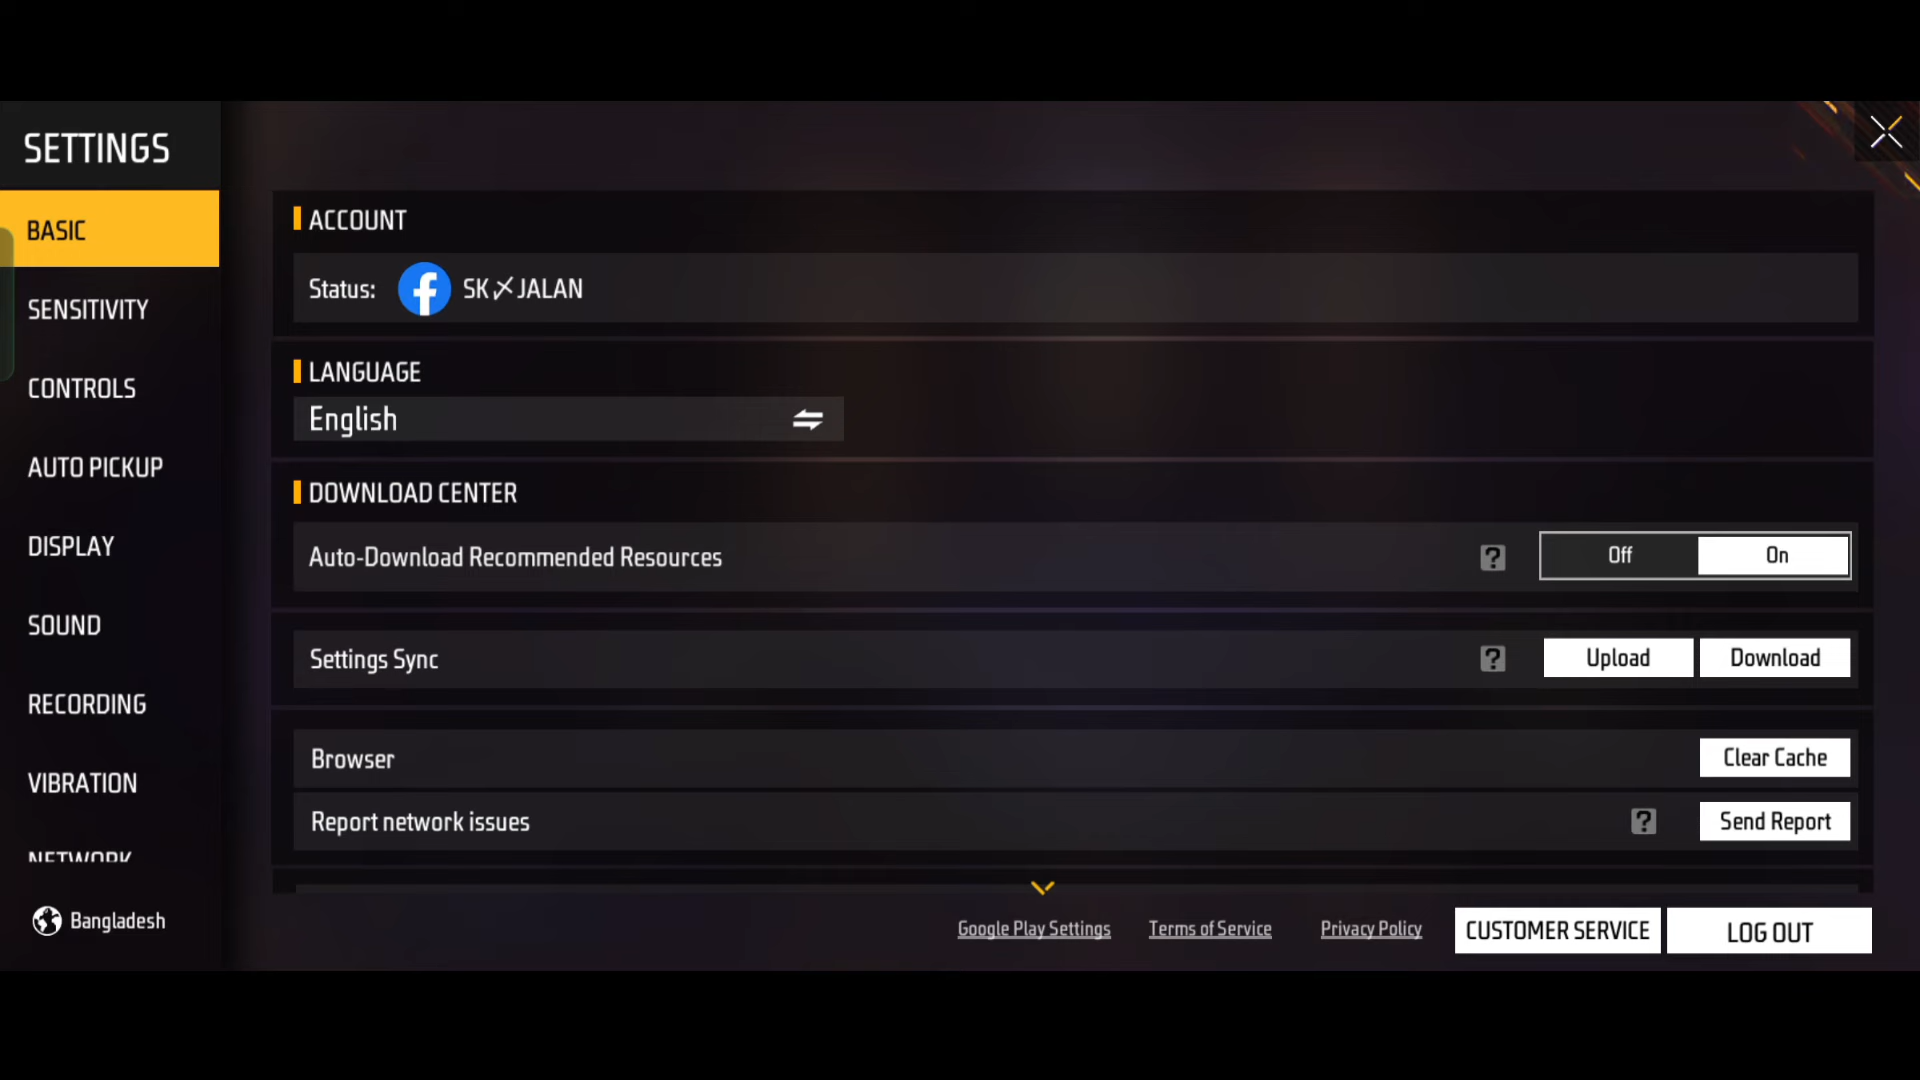 SETTINGS
BASIC
SENSITIVITY
CONTROLS
AUTO PICKUP
DISPLAY
SOUND
RECORDING
VIBRATION
NETWORK
Bangladesh
ACCOUNT
Status: SK〆JALAN
LANGUAGE
English
DOWNLOAD CENTER
Auto-Download Recommended Resources ? Off On
Settings Sync ? Upload Download
Browser Clear Cache
Report network issues ? Send Report
Google Play Settings Terms of Service Privacy Policy CUSTOMER SERVICE LOG OUT